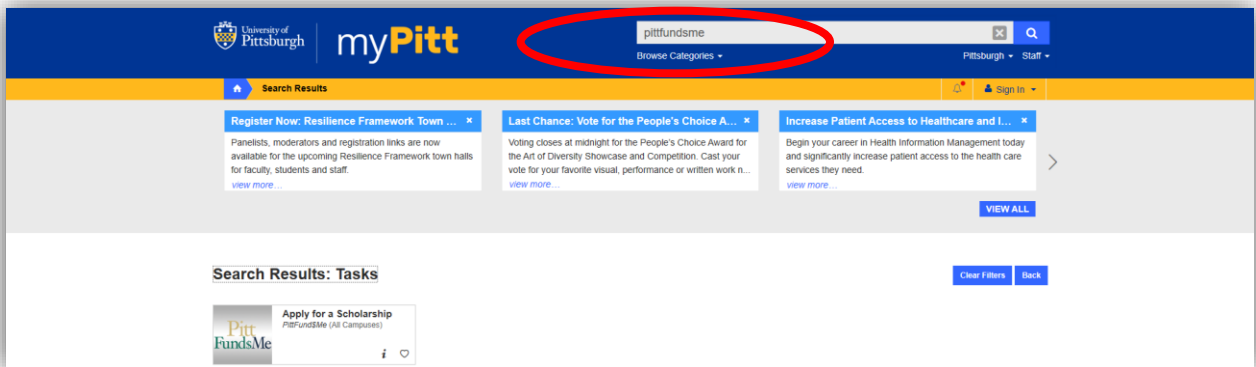 University of
Pittsburgh
myPitt
pittfundsme
Browse Categories
Pittsburgh
Staff
Search Results
Sign In
Register Now: Resilience Framework Town ...
Panelists, moderators and registration links are now
available for the upcoming Resilience Framework town halls
for faculty, students and staff.
view more...
Last Chance: Vote for the People's Choice A...
Voting closes at midnight for the People's Choice Award for
the Art of Diversity Showcase and Competition. Cast your
vote for your favorite visual, performance or written work n...
view more...
Increase Patient Access to Healthcare and I...
Begin your career in Health Information Management today
and significantly increase patient access to the health care
services they need.
view more...
VIEW ALL
Search Results: Tasks
Clear Filters
Back
Pitt
FundsMe
Apply for a Scholarship
PittFund$Me (All Campuses)
i